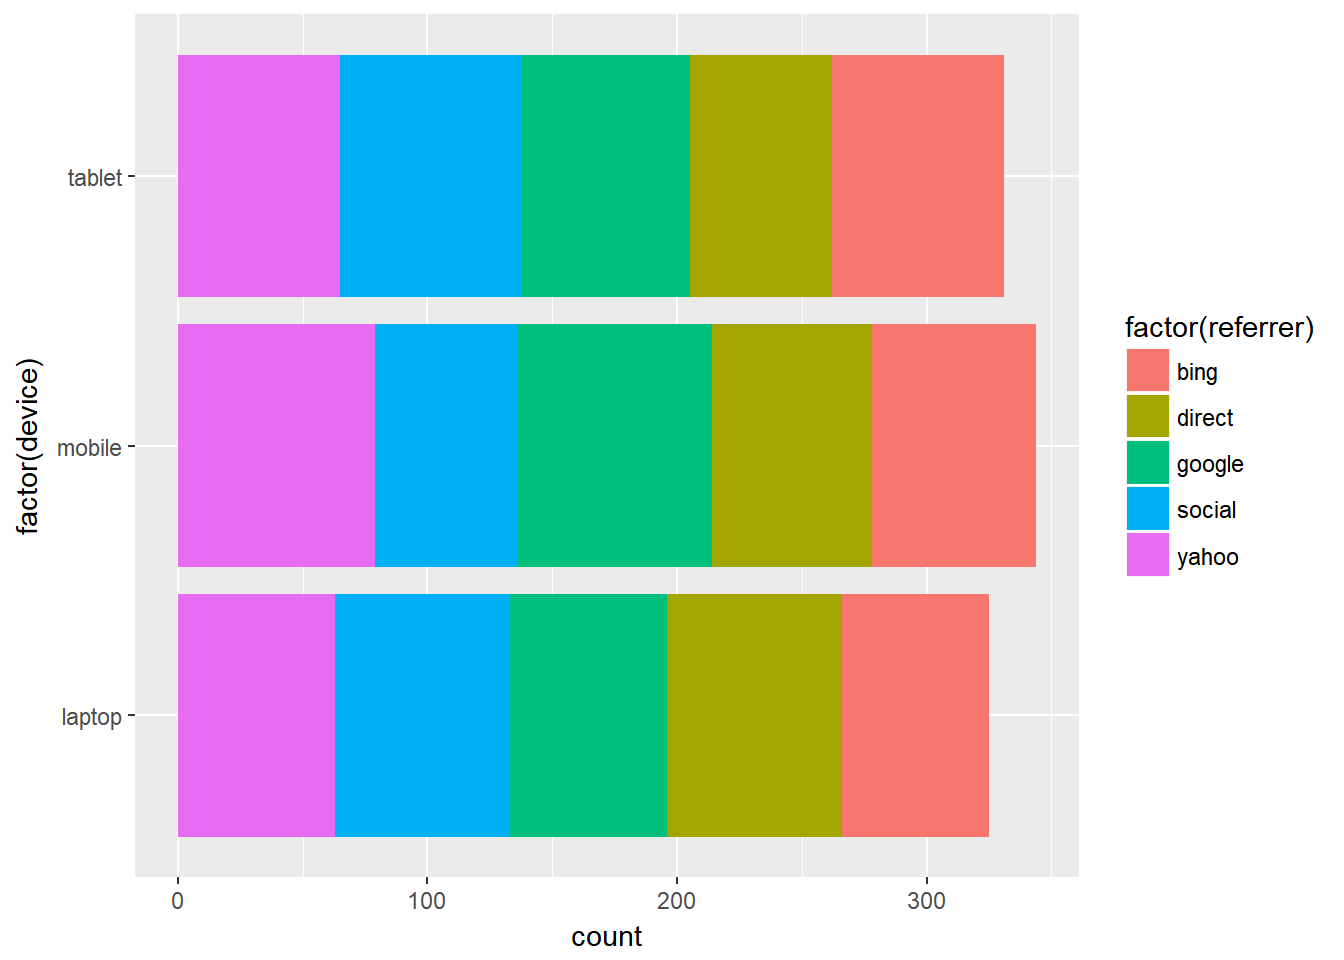 tablet
mobile
laptop
factor(device)
0 100 200 300
count
factor(referrer)
bing
direct
google
social
yahoo